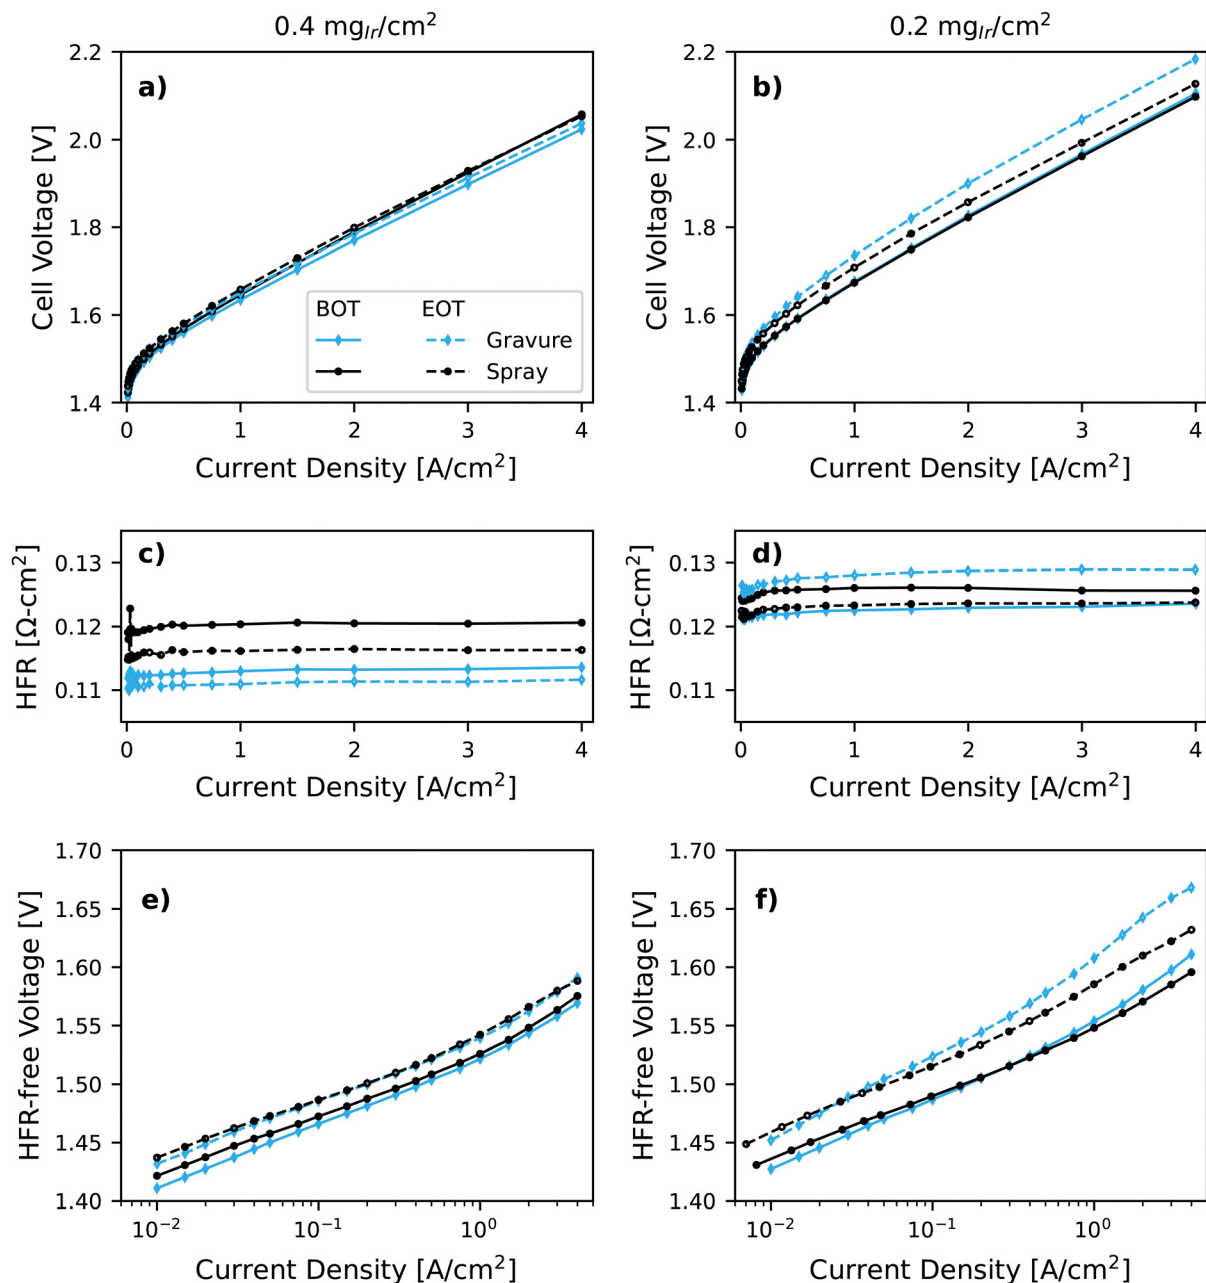 0.4 mg_Ir/cm²
0.2 mg_Ir/cm²
a)
Cell Voltage [V]
2.2
2.0
1.8
1.6
1.4
0 1 2 3 4
Current Density [A/cm²]
BOT EOT
Gravure
Spray
b)
Cell Voltage [V]
2.2
2.0
1.8
1.6
1.4
0 1 2 3 4
Current Density [A/cm²]
c)
HFR [Ω-cm²]
0.13
0.12
0.11
0 1 2 3 4
Current Density [A/cm²]
d)
HFR [Ω-cm²]
0.13
0.12
0.11
0 1 2 3 4
Current Density [A/cm²]
e)
HFR-free Voltage [V]
1.70
1.65
1.60
1.55
1.50
1.45
1.40
10⁻² 10⁻¹ 10⁰
Current Density [A/cm²]
f)
HFR-free Voltage [V]
1.70
1.65
1.60
1.55
1.50
1.45
1.40
10⁻² 10⁻¹ 10⁰
Current Density [A/cm²]